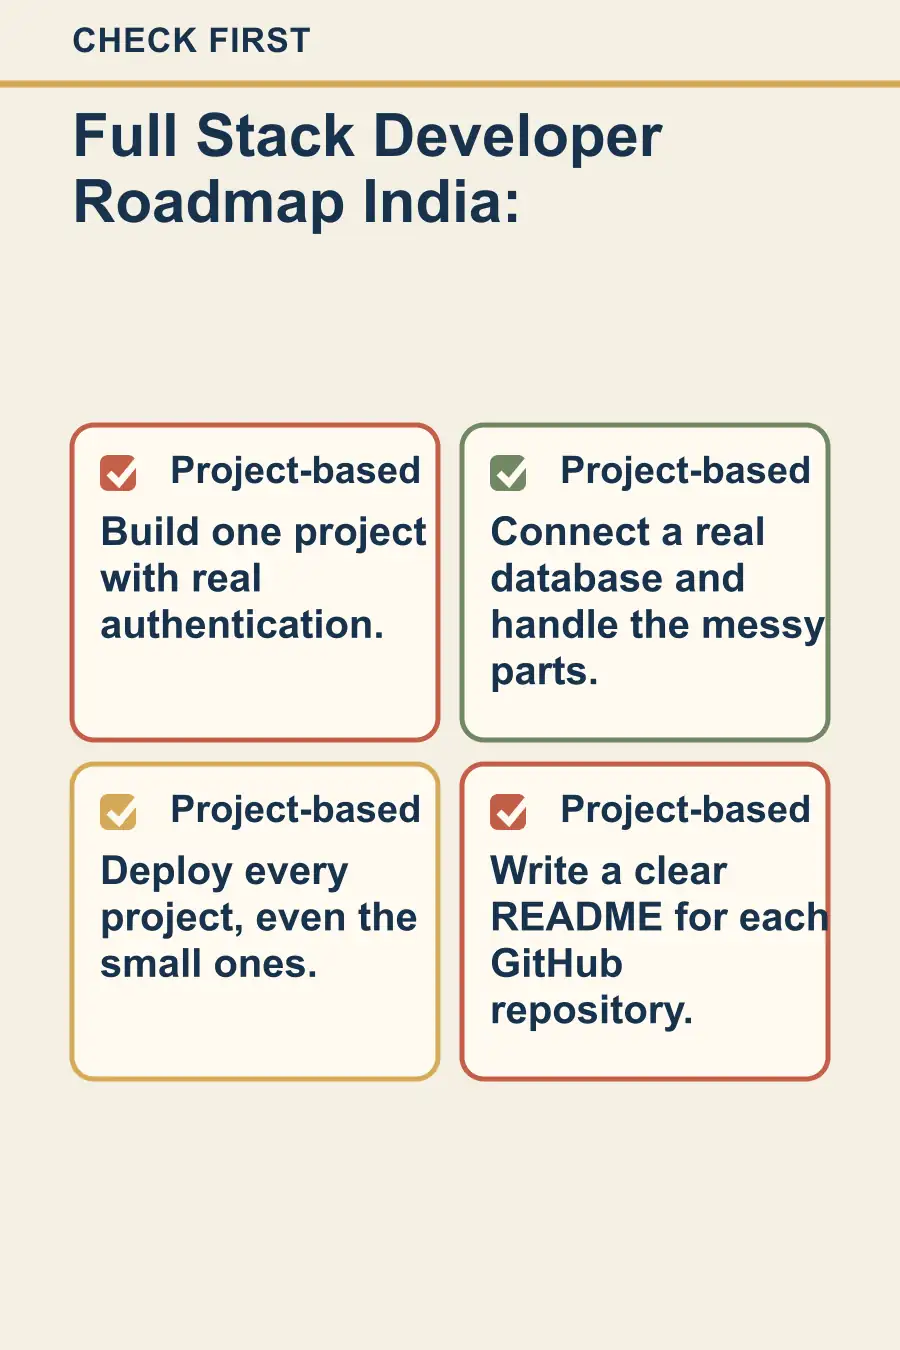 CHECK FIRST
Full Stack Developer
Roadmap India:
Project-based
Build one project
with real
authentication.
Project-based
Connect a real
database and
handle the messy
parts.
Project-based
Deploy every
project, even the
small ones.
Project-based
Write a clear
README for each
GitHub
repository.